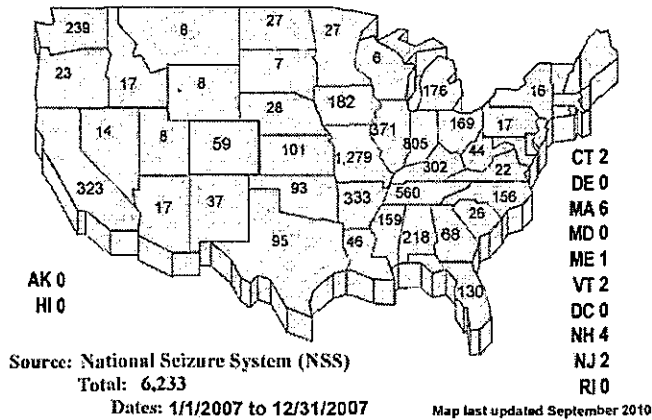 239
8
27
27
6
16
23
17
8
7
176
182
28
169
17
14
8
59
371
805
44
101
1,279
302
22
323
17
37
93
333
560
156
159
26
95
46
218
68
130
CT 2
DE 0
MA 6
MD 0
ME 1
VT 2
DC 0
NH 4
NJ 2
RI 0
AK 0
HI 0
Source: National Seizure System (NSS)
Total: 6,233
Dates: 1/1/2007 to 12/31/2007
Map last updated September 2010